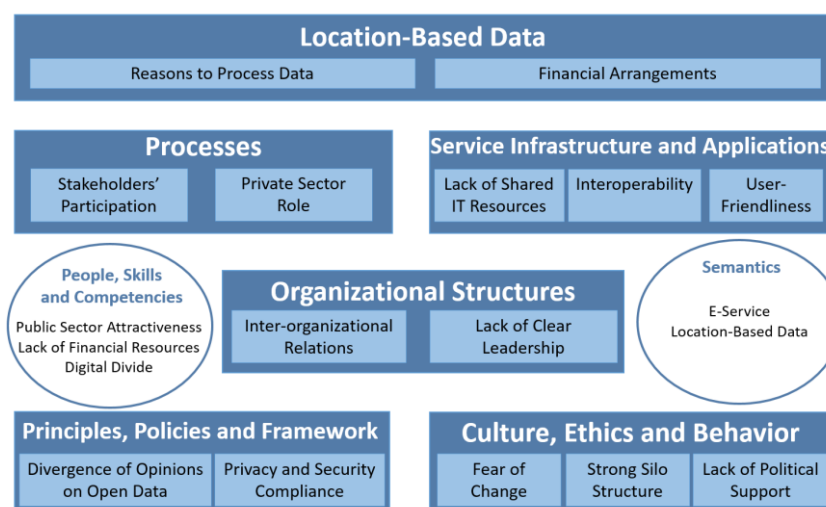 Location-Based Data
Reasons to Process Data
Financial Arrangements
Processes
Stakeholders'
Participation
Private Sector
Role
Service Infrastructure and Applications
Lack of Shared
IT Resources
Interoperability
User-
Friendliness
People, Skills
and Competencies
Public Sector Attractiveness
Lack of Financial Resources
Digital Divide
Organizational Structures
Inter-organizational
Relations
Lack of Clear
Leadership
Semantics
E-Service
Location-Based Data
Principles, Policies and Framework
Divergence of Opinions
on Open Data
Privacy and Security
Compliance
Culture, Ethics and Behavior
Fear of
Change
Strong Silo
Structure
Lack of Political
Support